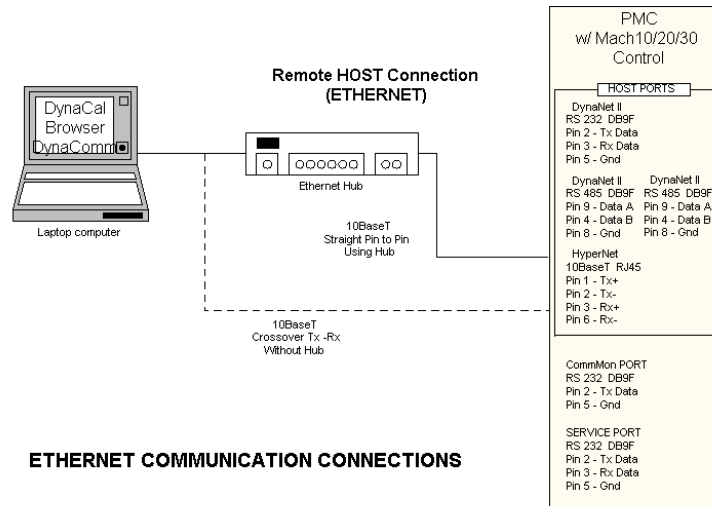 PMC
w/ Mach10/20/30
Control
Remote HOST Connection
(ETHERNET)
HOST PORTS
DynaCal
Browser
DynaComm
DynaNet II
RS 232 DB9F
Pin 2 - Tx Data
Pin 3 - Rx Data
Pin 5 - Gnd
Ethernet Hub
DynaNet II
RS 485 DB9F
Pin 9 - Data A
Pin 4 - Data B
Pin 8 - Gnd
DynaNet II
RS 485 DB9F
Pin 9 - Data A
Pin 4 - Data B
Pin 8 - Gnd
Laptop computer
10BaseT
Straight Pin to Pin
Using Hub
HyperNet
10BaseT RJ45
Pin 1 - Tx+
Pin 2 - Tx-
Pin 3 - Rx+
Pin 6 - Rx-
10BaseT
Crossover Tx -Rx
Without Hub
CommMon PORT
RS 232 DB9F
Pin 2 - Tx Data
Pin 5 - Gnd
SERVICE PORT
RS 232 DB9F
Pin 2 - Tx Data
Pin 3 - Rx Data
Pin 5 - Gnd
ETHERNET COMMUNICATION CONNECTIONS